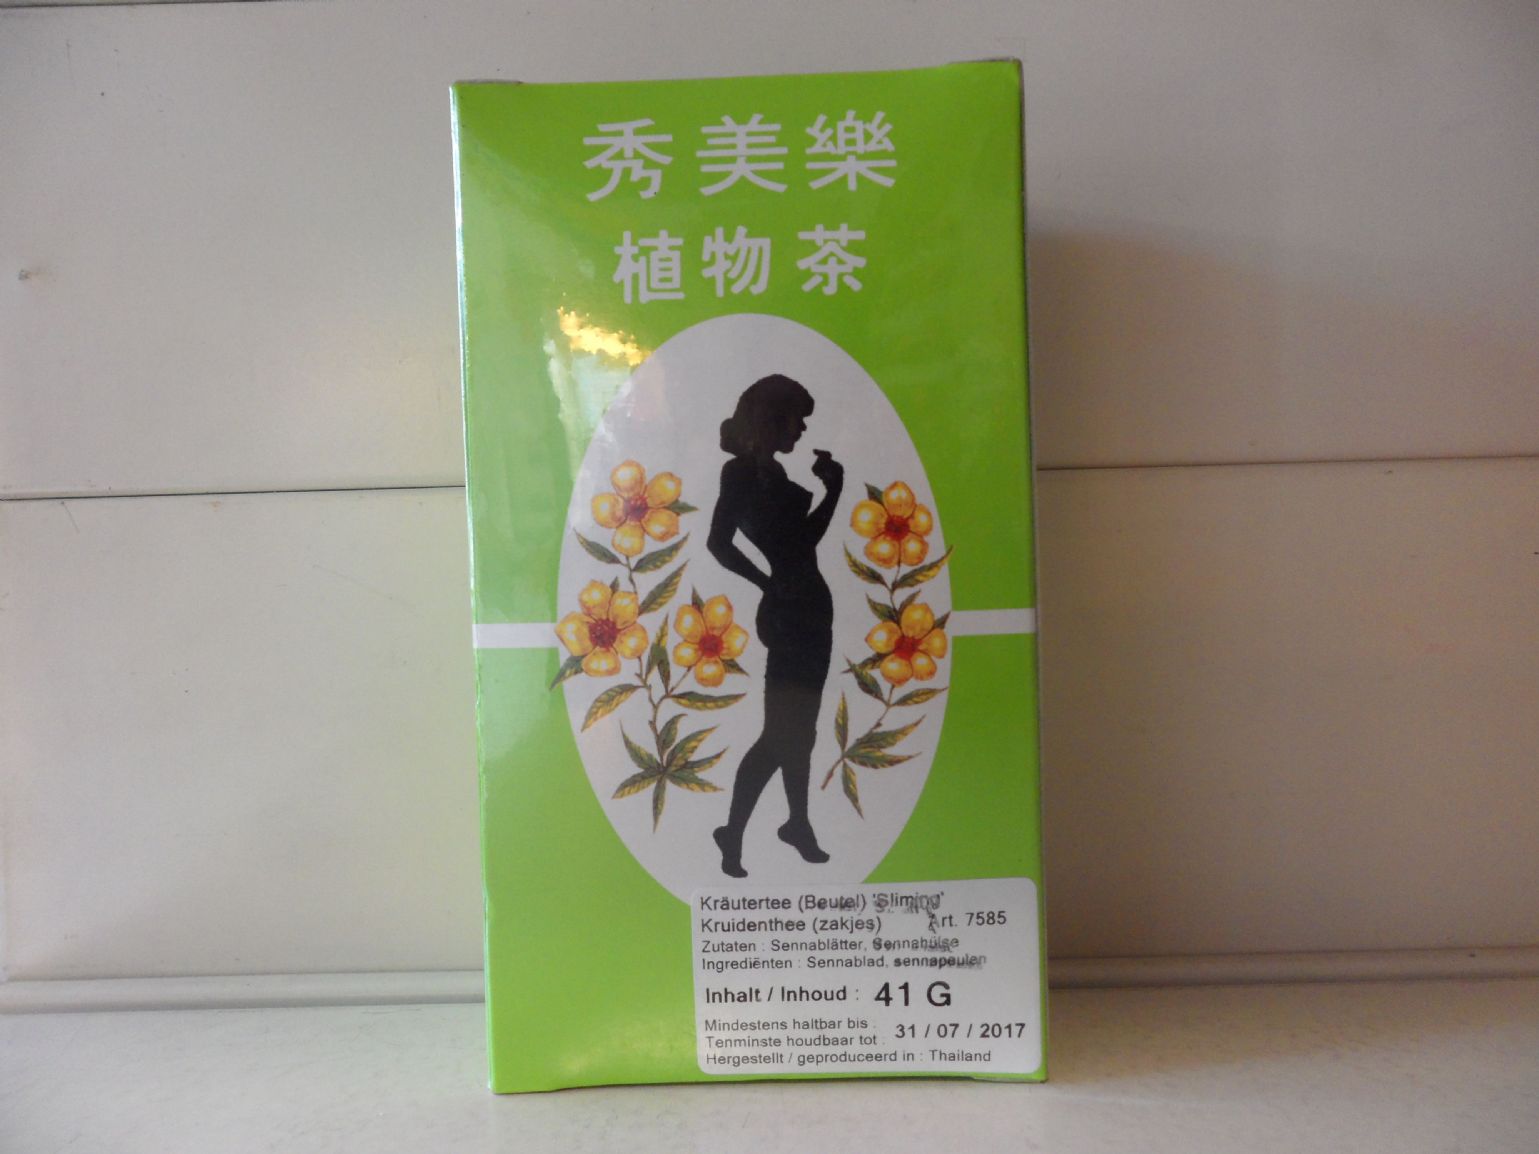 秀美樂
植物茶
Kräutertee (Beutel) 'Sliming'
Kruidenthee (zakjes) Art. 7585
Zutaten : Sennablätter, Sennahülse
Ingrediënten : Sennablad, sennapeulen
Inhalt / Inhoud : 41 G
Mindestens haltbar bis :
Tenminste houdbaar tot : 31 / 07 / 2017
Hergestellt / geproduceerd in : Thailand